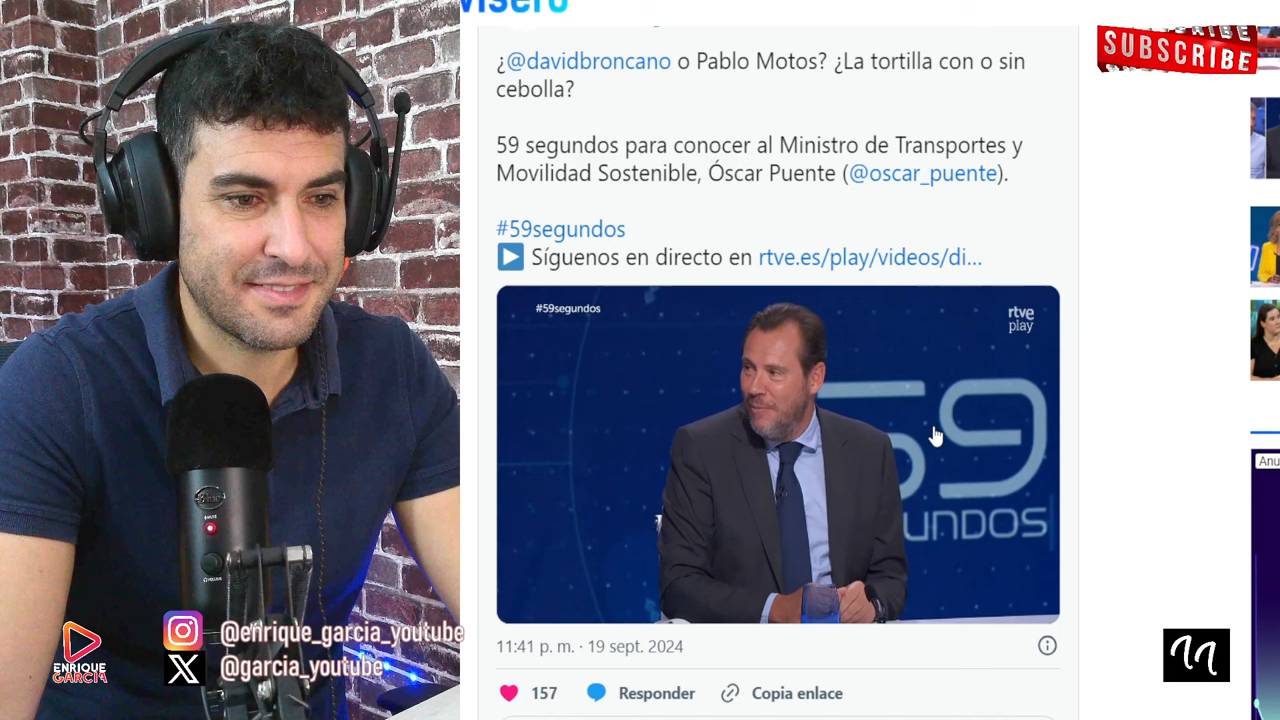 SUBSCRIBE
¿@davidbroncano o Pablo Motos? ¿La tortilla con o sin
cebolla?
59 segundos para conocer al Ministro de Transportes y
Movilidad Sostenible, Óscar Puente (@oscar_puente).
#59segundos
Síguenos en directo en rtve.es/play/videos/di...
#59segundos
rtve
play
59
UNDOS
11:41 p. m. · 19 sept. 2024
157
Responder
Copia enlace
Anu
@enrique_garcia_youtube
@garcia_youtube
ENRIQUE
GARCIA